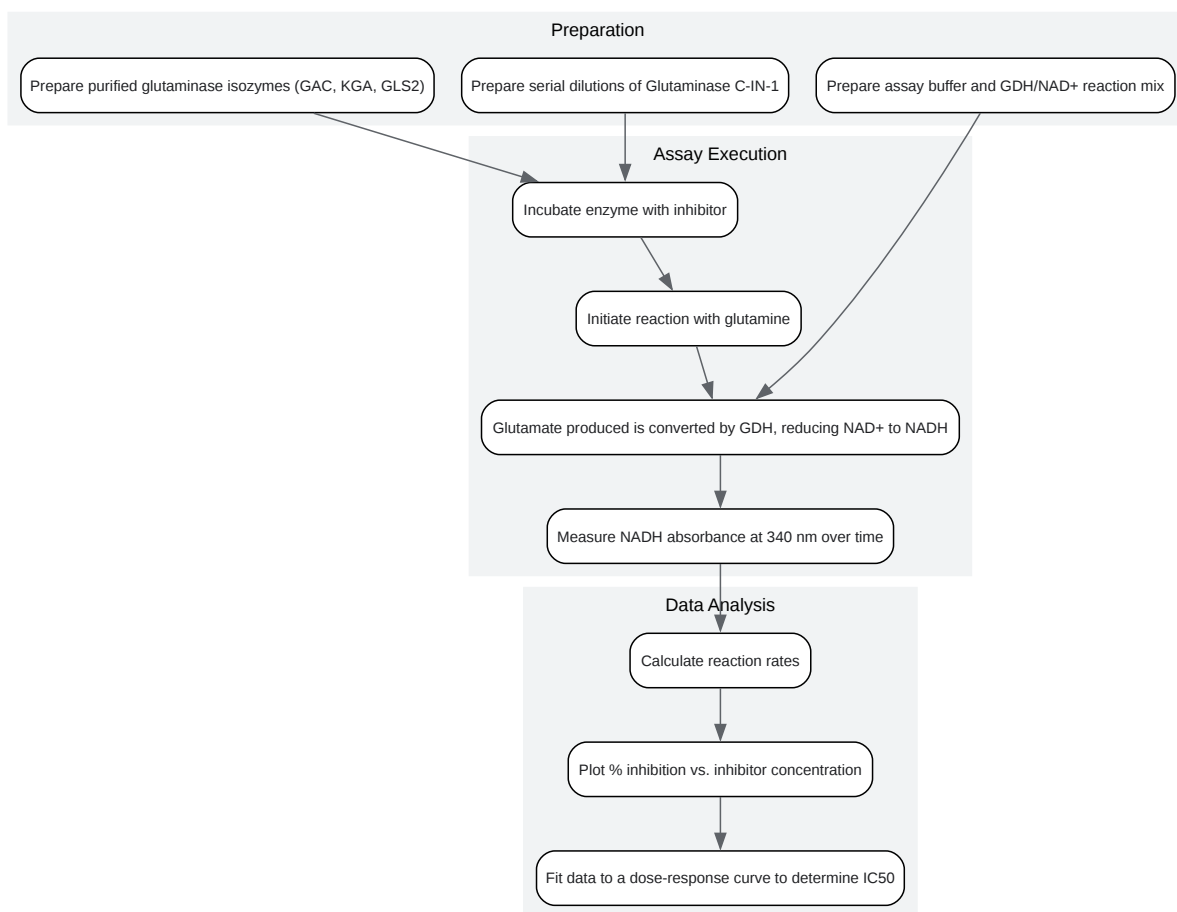 Preparation
Prepare purified glutaminase isozymes (GAC, KGA, GLS2)
Prepare serial dilutions of Glutaminase C-IN-1
Prepare assay buffer and GDH/NAD+ reaction mix
Assay Execution
Incubate enzyme with inhibitor
Initiate reaction with glutamine
Glutamate produced is converted by GDH, reducing NAD+ to NADH
Measure NADH absorbance at 340 nm over time
Data Analysis
Calculate reaction rates
Plot % inhibition vs. inhibitor concentration
Fit data to a dose-response curve to determine IC50